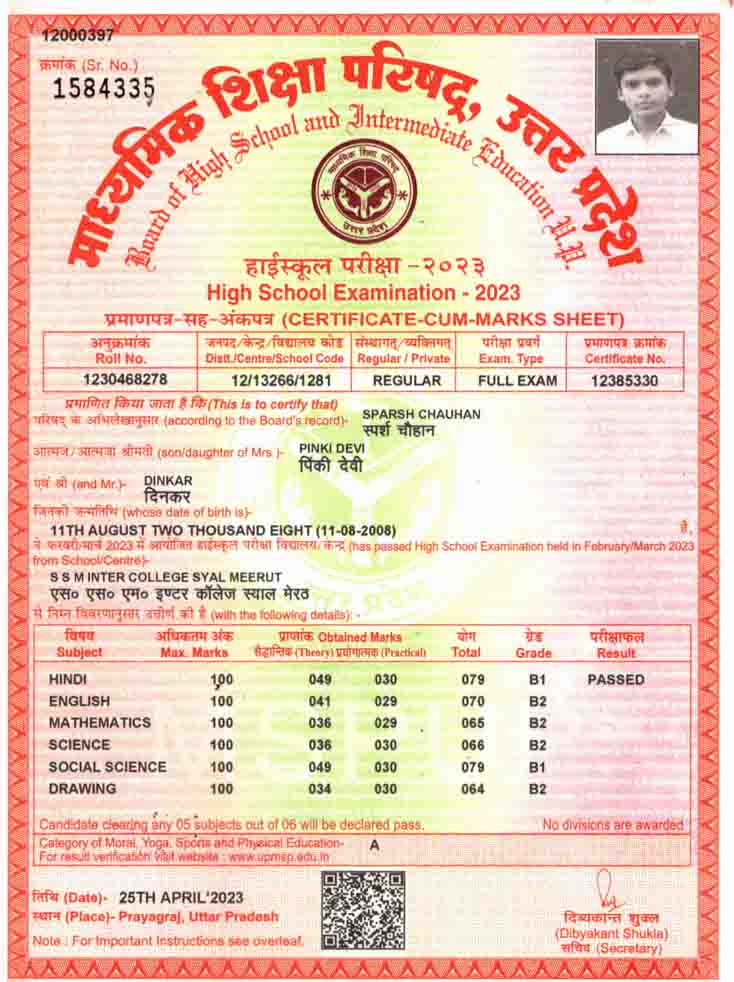 12000397
क्रमांक (Sr. No.)
1584335
माध्यमिक शिक्षा परिषद्, उत्तर प्रदेश
Board of High School and Intermediate Education U.P.
माध्यमिक शिक्षा परिषद
उत्तर प्रदेश
हाईस्कूल परीक्षा -२०२३
High School Examination - 2023
प्रमाणपत्र-सह-अंकपत्र (CERTIFICATE-CUM-MARKS SHEET)
अनुक्रमांक जनपद/केन्द्र/विद्यालय कोड संस्थागत/व्यक्तिगत परीक्षा प्रवर्ग प्रमाणपत्र क्रमांक
Roll No. Distt./Centre/School Code Regular / Private Exam. Type Certificate No.
1230468278 12/13266/1281 REGULAR FULL EXAM 12385330
प्रमाणित किया जाता है कि (This is to certify that)
परिषद् के अभिलेखानुसार (according to the Board's record)- SPARSH CHAUHAN
स्पर्श चौहान
आत्मज/आत्मजा श्रीमती (son/daughter of Mrs.)- PINKI DEVI
पिंकी देवी
एवं श्री (and Mr.)- DINKAR
दिनकर
जिनकी जन्मतिथि (whose date of birth is)-
11TH AUGUST TWO THOUSAND EIGHT (11-08-2008) है,
ने फरवरी/मार्च 2023 में आयोजित हाईस्कूल परीक्षा विद्यालय/केन्द्र (has passed High School Examination held in February/March 2023
from School/Centre)-
S S M INTER COLLEGE SYAL MEERUT
एस० एस० एम० इण्टर कॉलेज स्याल मेरठ
से निम्न विवरणानुसार उत्तीर्ण की है (with the following details): -
विषय अधिकतम अंक प्राप्तांक Obtained Marks योग ग्रेड परीक्षाफल
Subject Max. Marks सैद्धान्तिक (Theory) प्रयोगात्मक (Practical) Total Grade Result
HINDI 100 049 030 079 B1 PASSED
ENGLISH 100 041 029 070 B2
MATHEMATICS 100 036 029 065 B2
SCIENCE 100 036 030 066 B2
SOCIAL SCIENCE 100 049 030 079 B1
DRAWING 100 034 030 064 B2
Candidate clearing any 05 subjects out of 06 will be declared pass. No divisions are awarded
Category of Moral, Yoga, Sports and Physical Education- A
For result verification visit website : www.upmsp.edu.in
तिथि (Date)- 25TH APRIL'2023
स्थान (Place)- Prayagraj, Uttar Pradesh
Note : For Important Instructions see overleaf.
दिव्यकान्त शुक्ल
(Dibyakant Shukla)
सचिव (Secretary)